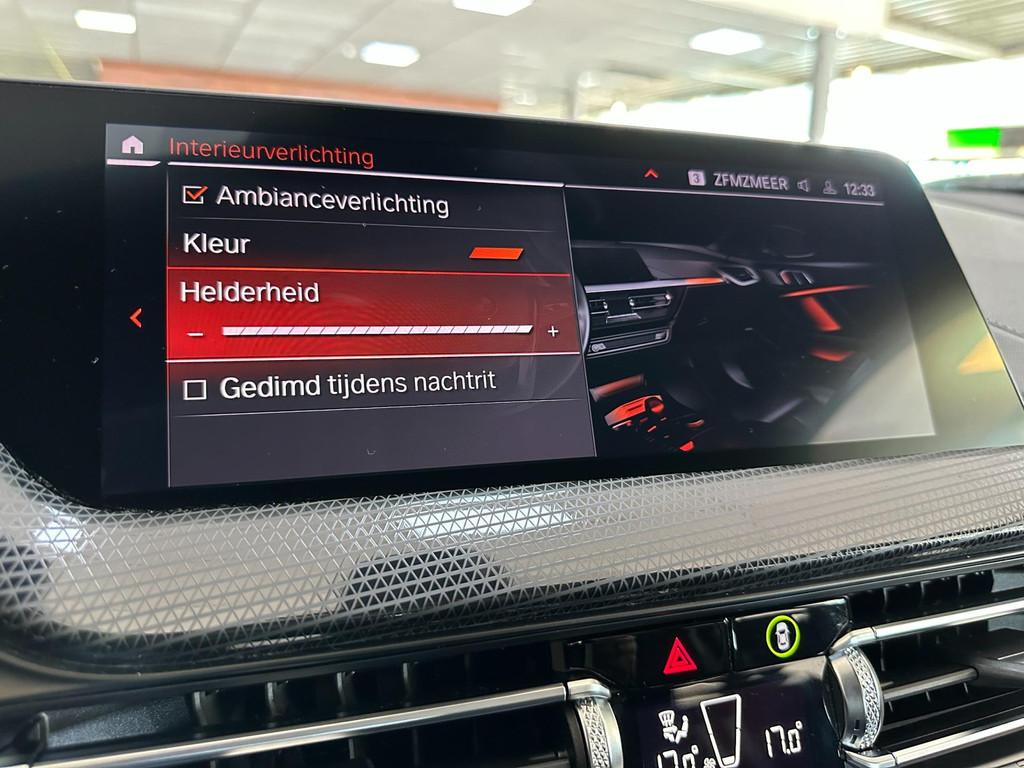 Interieurverlichting
3 ZFMZMEER 12:33
Ambianceverlichting
Kleur
Helderheid
- +
Gedimd tijdens nachtrit
17.0° 17.0°